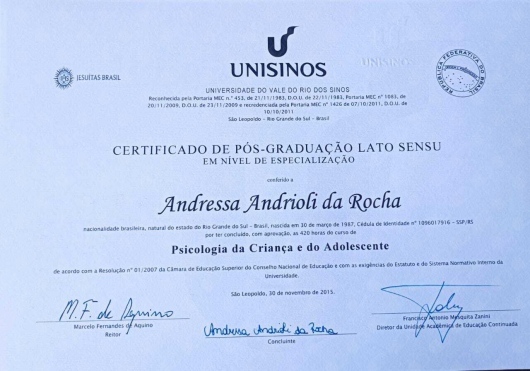 JESUÍTAS BRASIL
UNISINOS
UNISINOS
REPÚBLICA FEDERATIVA DO BRASIL
UNIVERSIDADE DO VALE DO RIO DOS SINOS
Reconhecida pela Portaria MEC n.º 453, de 21/11/1983, D.O.U. de 22/11/1983, Portaria MEC nº 1083, de
20/11/2009, D.O.U. de 23/11/2009 e recredenciada pela Portaria MEC nº 1426 de 07/10/2011, D.O.U. de
10/10/2011
São Leopoldo - Rio Grande do Sul - Brasil
CERTIFICADO DE PÓS-GRADUAÇÃO LATO SENSU
EM NÍVEL DE ESPECIALIZAÇÃO
conferido a
Andressa Andrioli da Rocha
nacionalidade brasileira, natural do estado do Rio Grande do Sul - Brasil, nascida em 30 de março de 1987, Cédula de Identidade nº 1096017916 - SSP/RS
por ter concluído, com aprovação, as 420 horas do curso de
Psicologia da Criança e do Adolescente
de acordo com a Resolução nº 01/2007 da Câmara de Educação Superior do Conselho Nacional de Educação e com as exigências do Estatuto e do Sistema Normativo Interno da
Universidade.
São Leopoldo, 30 de novembro de 2015.
M. F. de Aquino
Marcelo Fernandes de Aquino
Reitor
Andressa Andrioli da Rocha
Concluinte
Francisco Antonio Mesquita Zanini
Diretor da Unidade Acadêmica de Educação Continuada